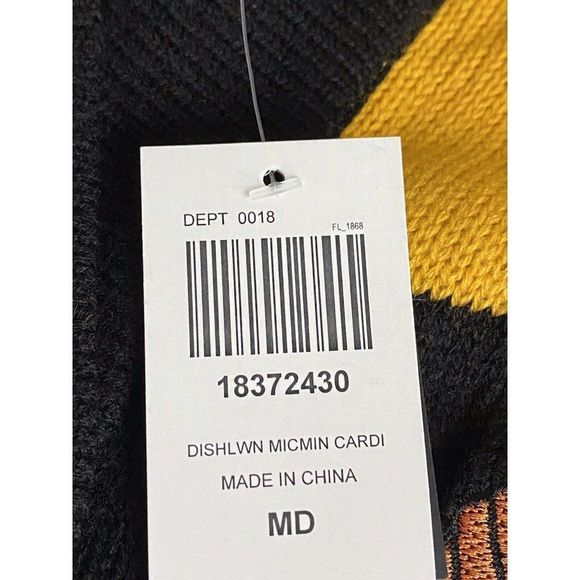 DEPT 0018
FL_1868
18372430
DISHLWN MICMIN CARDI
MADE IN CHINA
MD